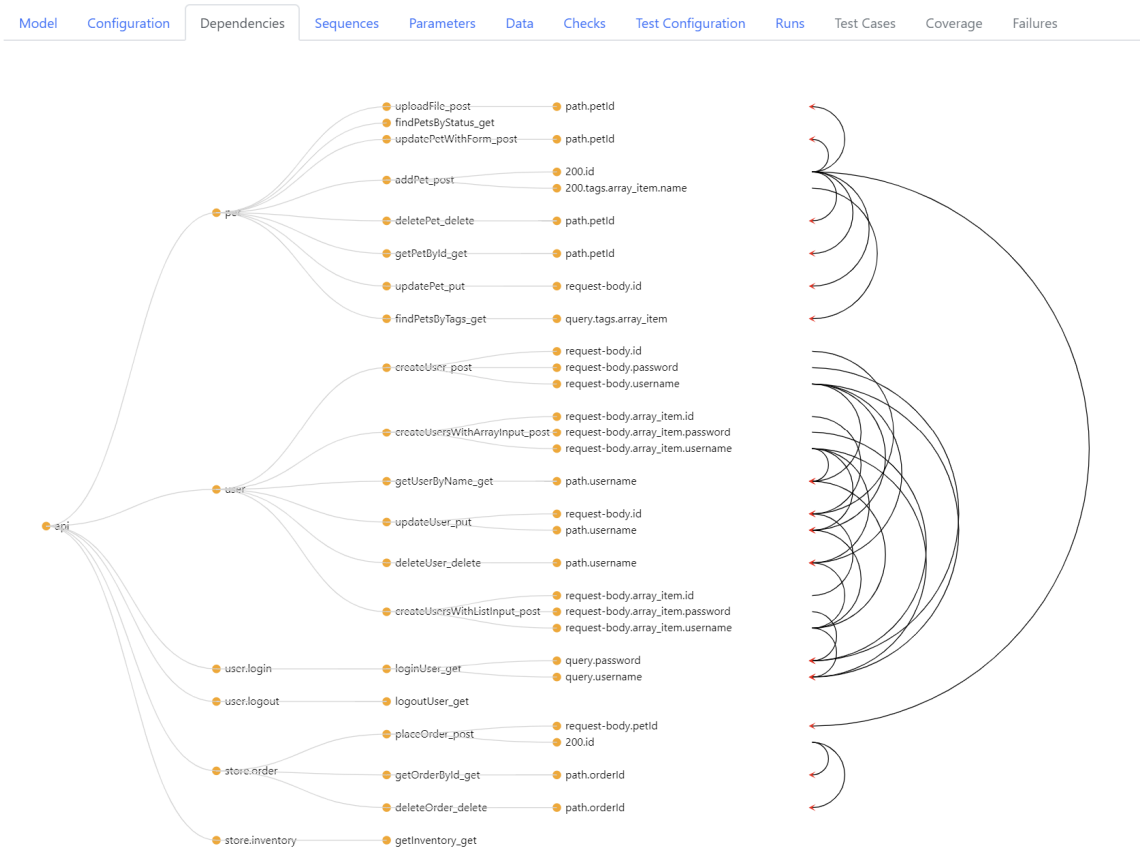 Model Configuration Dependencies Sequences Parameters Data Checks Test Configuration Runs Test Cases Coverage Failures
uploadFile_post path.petId
findPetsByStatus_get
updatePetWithForm_post path.petId
200.id
addPet_post
200.tags.array_item.name
pet
deletePet_delete path.petId
getPetById_get path.petId
updatePet_put request-body.id
findPetsByTags_get query.tags.array_item
request-body.id
createUser_post request-body.password
request-body.username
request-body.array_item.id
createUsersWithArrayInput_post request-body.array_item.password
request-body.array_item.username
getUserByName_get path.username
user
request-body.id
updateUser_put
api
path.username
deleteUser_delete path.username
request-body.array_item.id
createUsersWithListInput_post request-body.array_item.password
request-body.array_item.username
query.password
user.login loginUser_get
query.username
user.logout logoutUser_get
request-body.petId
placeOrder_post
200.id
store.order
getOrderById_get path.orderId
deleteOrder_delete path.orderId
store.inventory getInventory_get